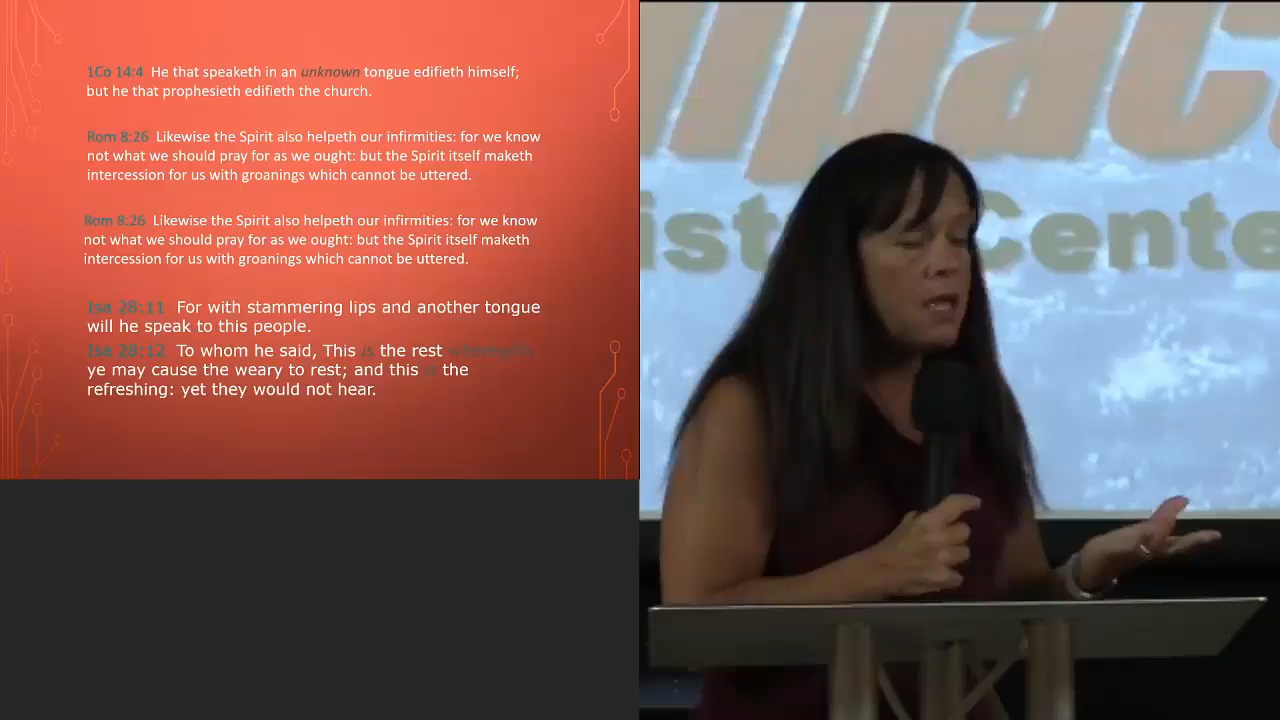 1Co 14:4 He that speaketh in an unknown tongue edifieth himself;
but he that prophesieth edifieth the church.
Rom 8:26 Likewise the Spirit also helpeth our infirmities: for we know
not what we should pray for as we ought: but the Spirit itself maketh
intercession for us with groanings which cannot be uttered.
Rom 8:26 Likewise the Spirit also helpeth our infirmities: for we know
not what we should pray for as we ought: but the Spirit itself maketh
intercession for us with groanings which cannot be uttered.
Isa 28:11 For with stammering lips and another tongue
will he speak to this people.
Isa 28:12 To whom he said, This is the rest wherewith
ye may cause the weary to rest; and this is the
refreshing: yet they would not hear.
pac
ist Cente